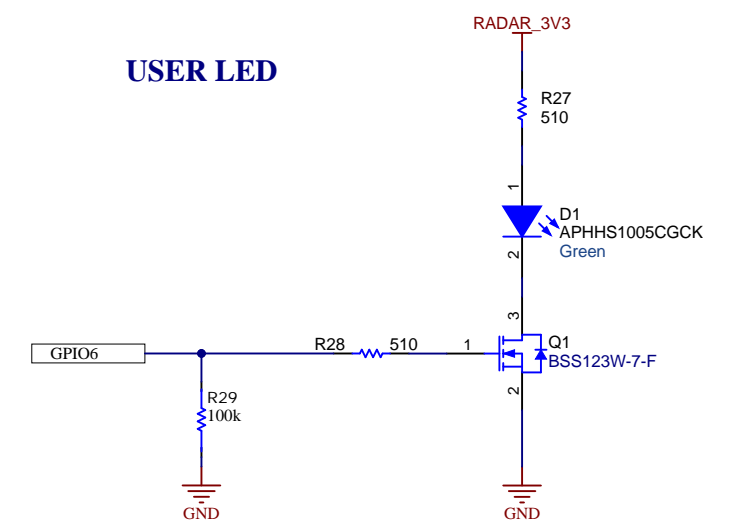 RADAR_3V3
USER LED
R27
510
1
D1
APHHS1005CGCK
2
Green
3
GPIO6
R28 510 1
Q1
BSS123W-7-F
2
R29
100k
GND
GND